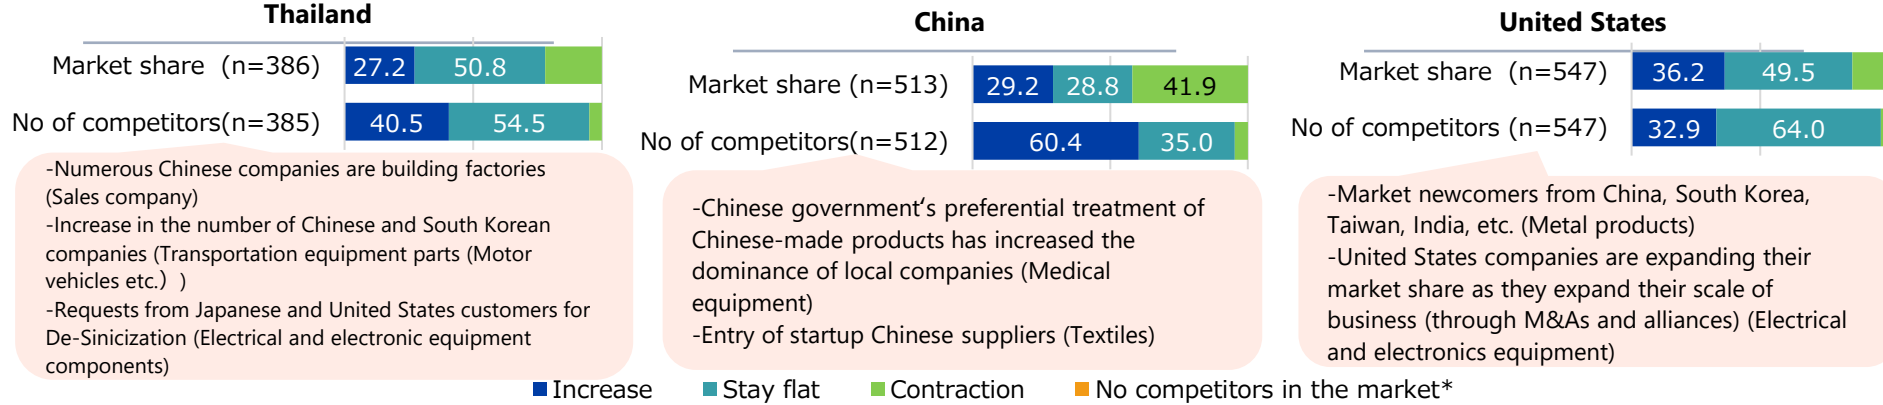 Thailand
Market share (n=386)
27.2 50.8
No of competitors(n=385)
40.5 54.5
-Numerous Chinese companies are building factories
(Sales company)
-Increase in the number of Chinese and South Korean
companies (Transportation equipment parts (Motor
vehicles etc.））
-Requests from Japanese and United States customers for
De-Sinicization (Electrical and electronic equipment
components)
China
Market share (n=513)
29.2 28.8 41.9
No of competitors(n=512)
60.4 35.0
-Chinese government‘s preferential treatment of
Chinese-made products has increased the
dominance of local companies (Medical
equipment)
-Entry of startup Chinese suppliers (Textiles)
United States
Market share (n=547)
36.2 49.5
No of competitors (n=547)
32.9 64.0
-Market newcomers from China, South Korea,
Taiwan, India, etc. (Metal products)
-United States companies are expanding their
market share as they expand their scale of
business (through M&As and alliances) (Electrical
and electronics equipment)
Increase Stay flat Contraction No competitors in the market*